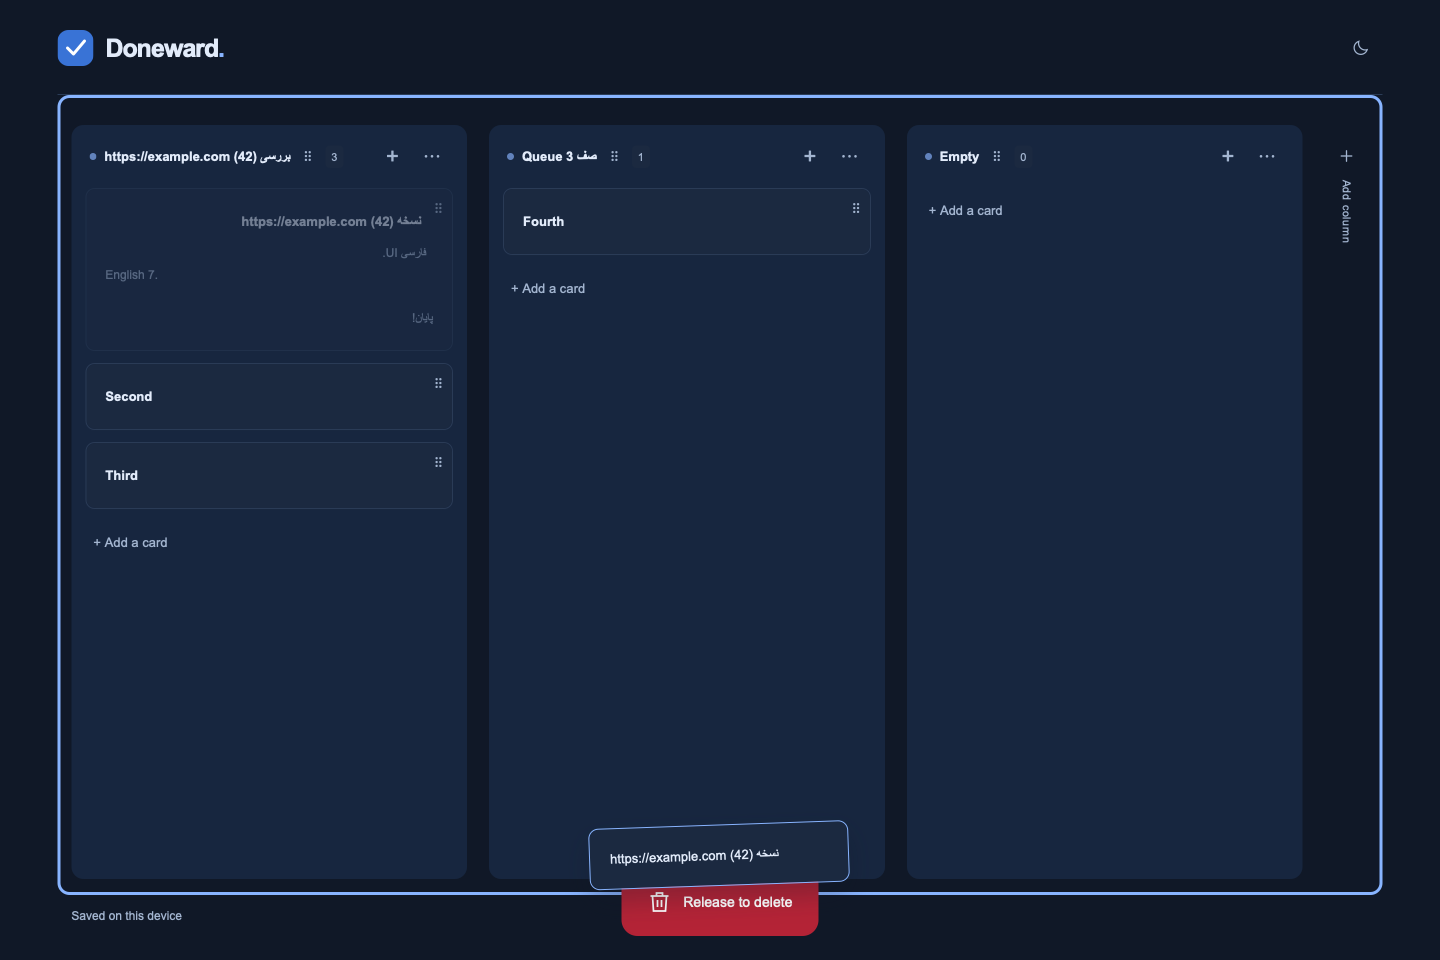 Doneward.
https://example.com (42) بررسی
3
نسخه (42) https://example.com
فارسی UI.
English 7.
پایان!
Second
Third
+ Add a card
Queue 3 صف
1
Fourth
+ Add a card
Empty
0
+ Add a card
Add column
https://example.com (42) نسخه
Release to delete
Saved on this device